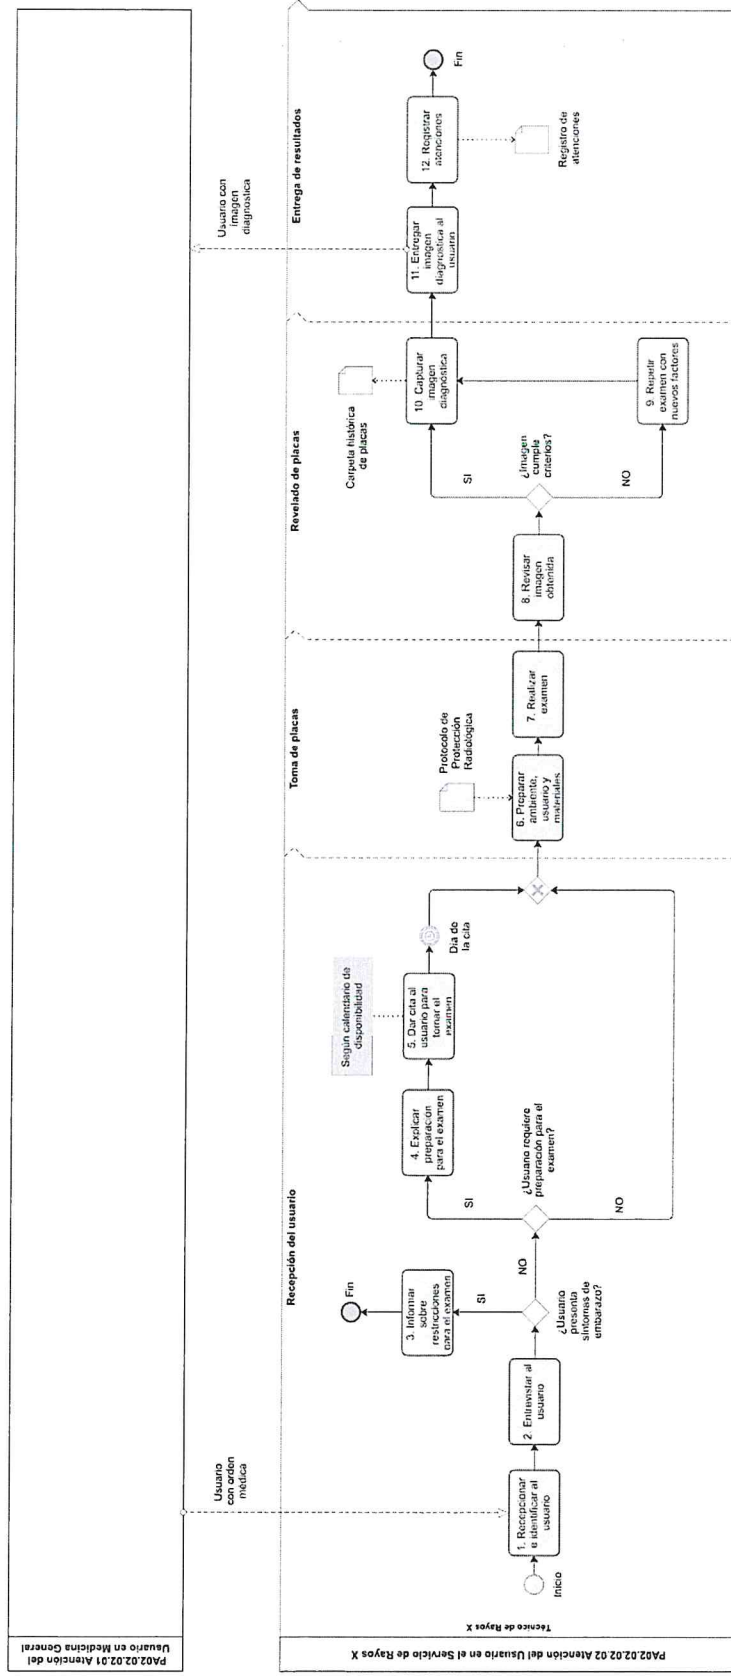 PA02.02.02.01 Atención del
Usuario en Medicina General
PA02.02.02.02 Atención del Usuario en el Servicio de Rayos X
Técnico de Rayos X
Recepción del usuario
Usuario
con orden
médica
Inicio
1. Recepcionar
e identificar al
usuario
2. Entrevistar al
usuario
¿Usuario
presenta
síntomas de
embarazo?
SI
3. Informar
sobre
restricciones
para el examen
Fin
NO
¿Usuario requiere
preparación para el
examen?
SI
4. Explicar
preparación
para el examen
5. Dar cita al
usuario para
tomar el
examen
Según calendario de
disponibilidad
Día de
la cita
NO
Toma de placas
Protocolo de
Protección
Radiológica
6. Preparar
ambiente,
usuario y
materiales
7. Realizar
examen
Revelado de placas
8. Revisar
imagen
obtenida
¿Imagen
cumple
criterios?
SI
NO
9. Repetir
examen con
nuevos factores
10. Capturar
imagen
diagnóstica
Carpeta histórica
de placas
Entrega de resultados
11. Entregar
imagen
diagnostica al
usuario
Usuario con
imagen
diagnostica
12. Registrar
atenciones
Registro de
atenciones
Fin